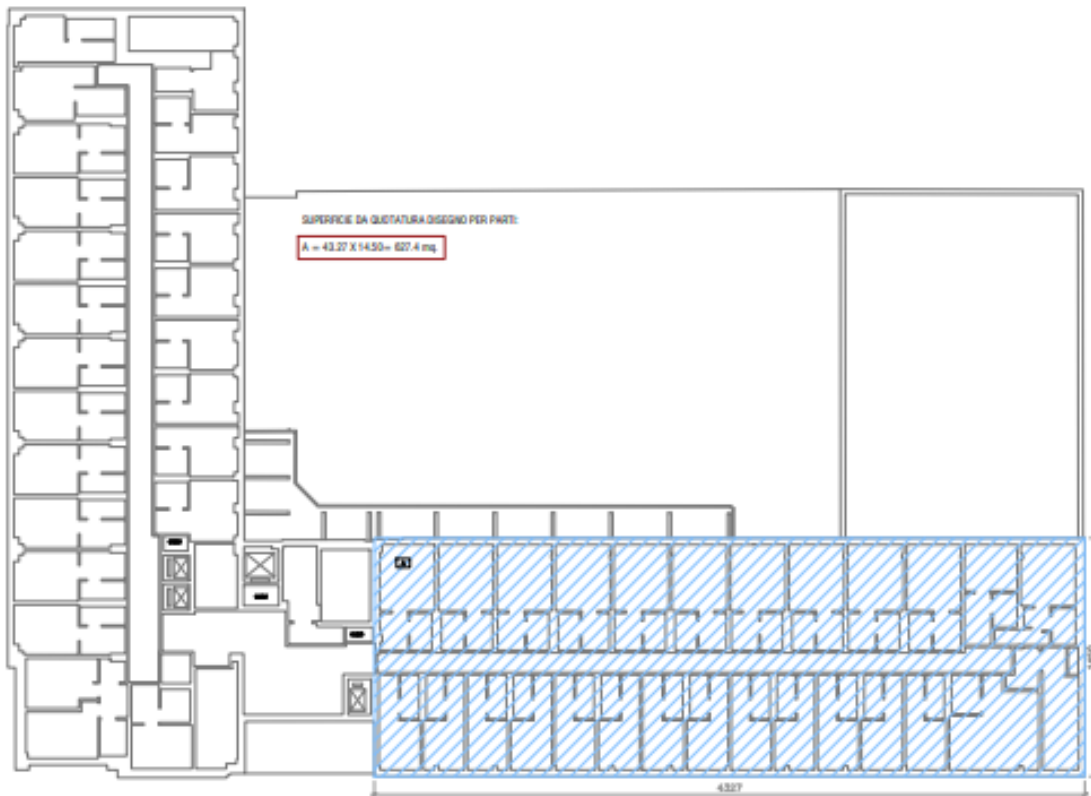 SUPERFICIE DA QUOTATURA DISEGNO PER PARTI:
A = 43.27 X 14.50= 627.4 mq.
4327